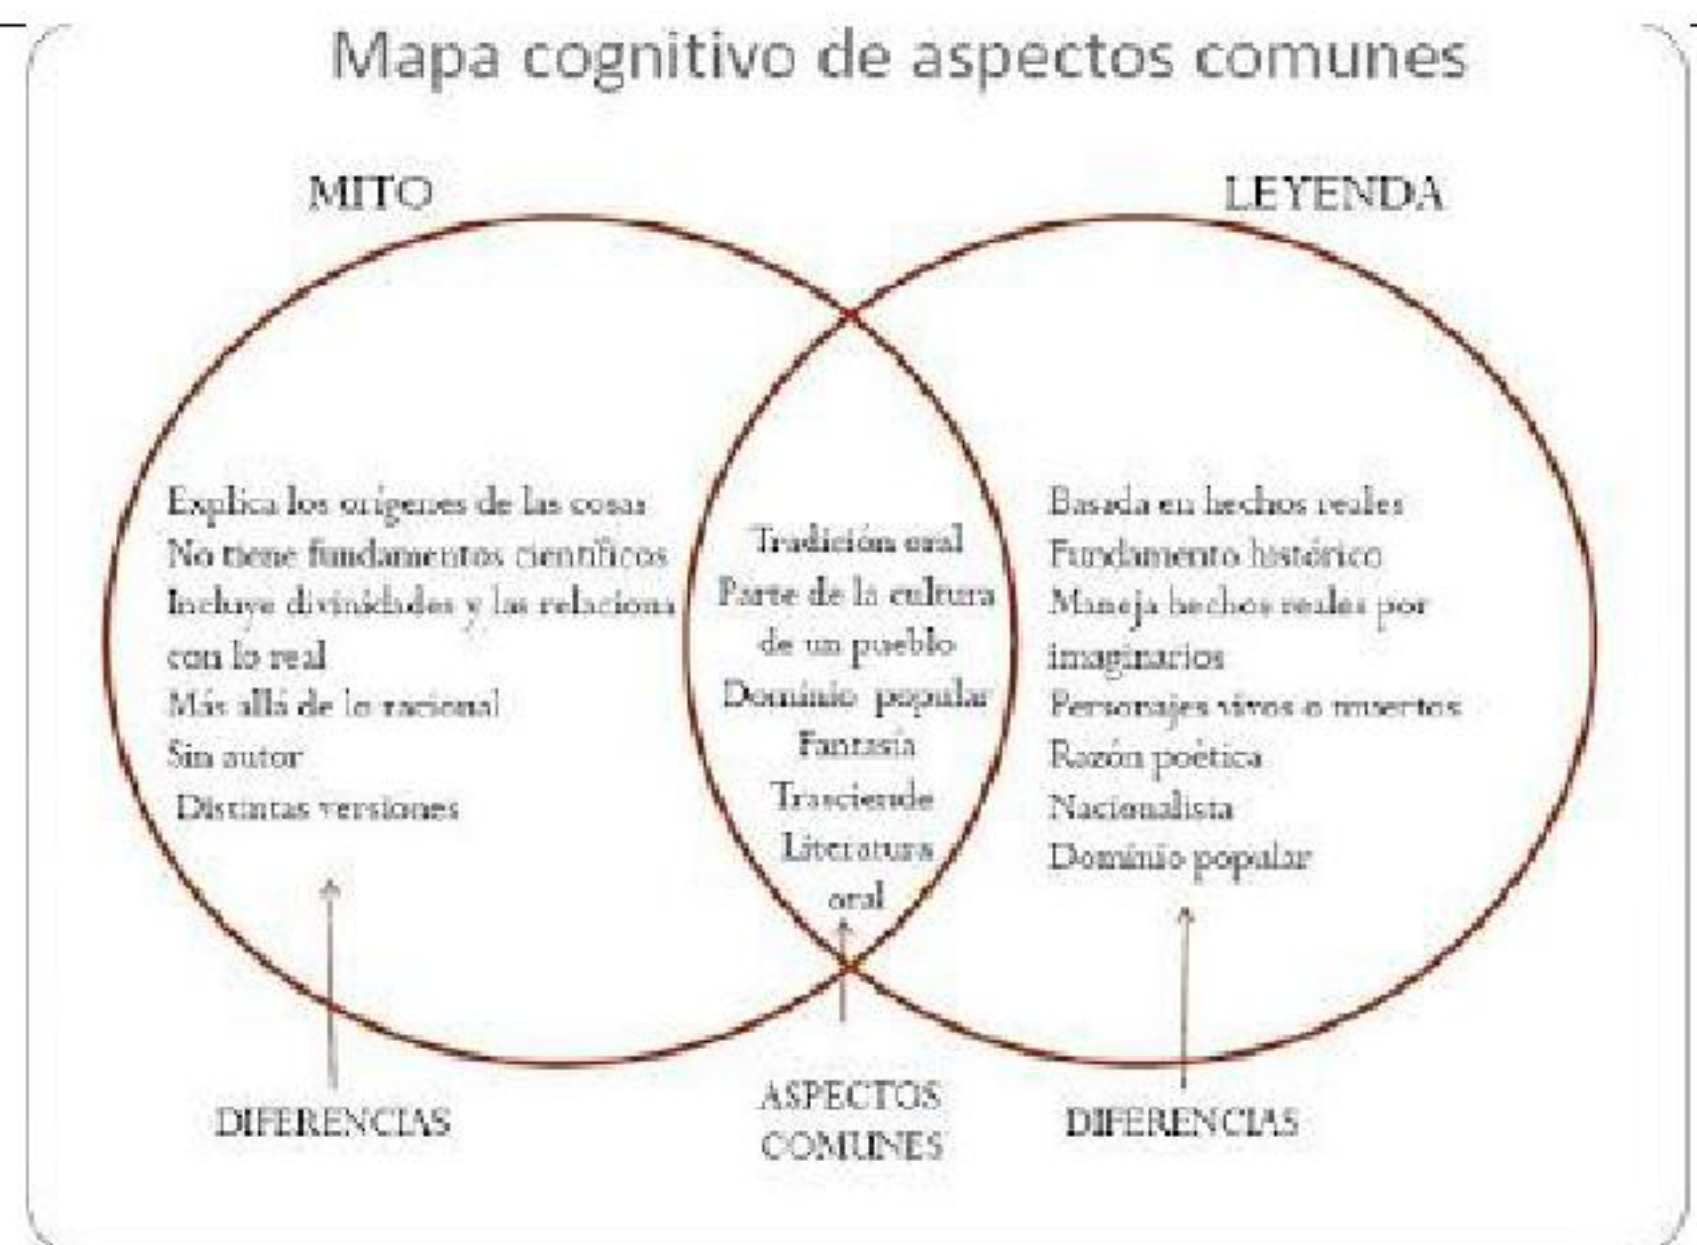 Mapa cognitivo de aspectos comunes
MITO
LEYENDA
Explica los orígenes de las cosas
No tiene fundamentos científicos
Incluye divinidades y las relaciona
con lo real
Más allá de lo racional
Sin autor
Distintas versiones
Tradición oral
Parte de la cultura
de un pueblo
Domínio popular
Fantasía
Trasciende
Literatura
oral
Basada en hechos reales
Fundamento histórico
Maneja hechos reales por
imaginarios
Personajes vivos o muertos
Razón poética
Nacionalista
Domínio popular
DIFERENCIAS
ASPECTOS
COMUNES
DIFERENCIAS